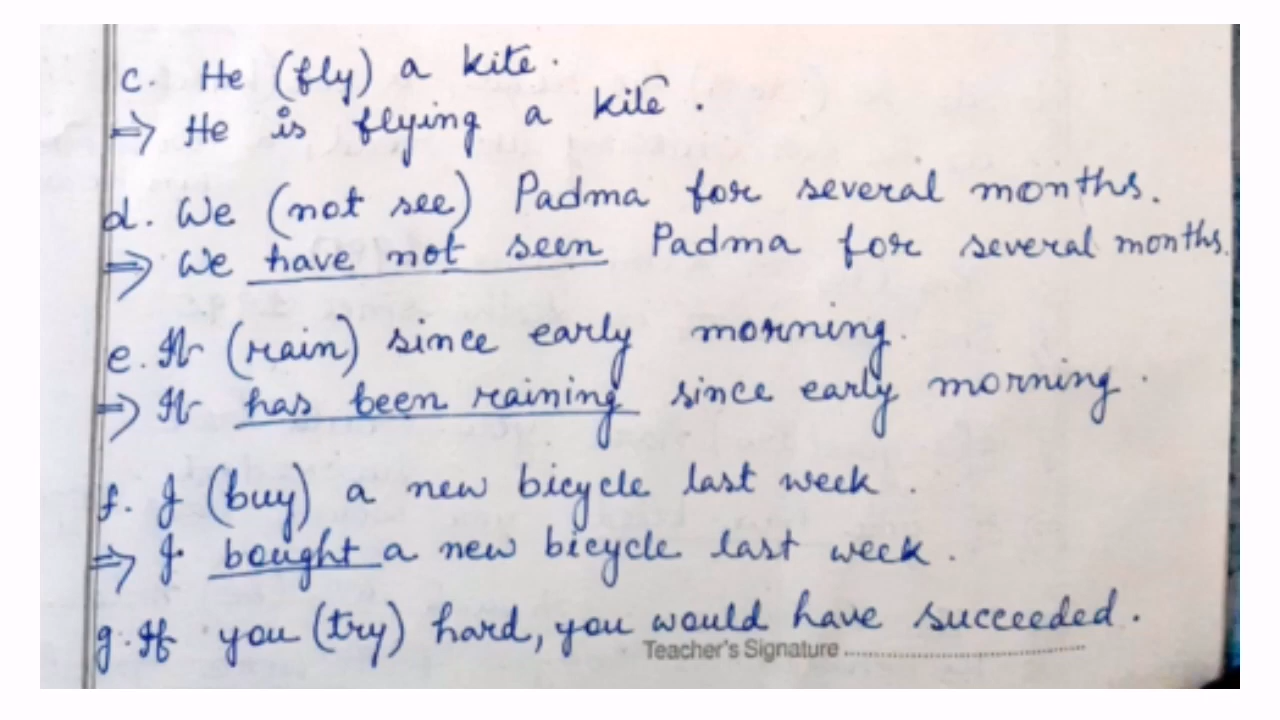 c. He (fly) a kite.
⇒ He is flying a kite.
d. We (not see) Padma for several months.
⇒ We have not seen Padma for several months.
e. It (rain) since early morning.
⇒ It has been raining since early morning.
f. I (buy) a new bicycle last week.
⇒ I bought a new bicycle last week.
g. If you (try) hard, you would have succeeded.
Teacher's Signature ........................................